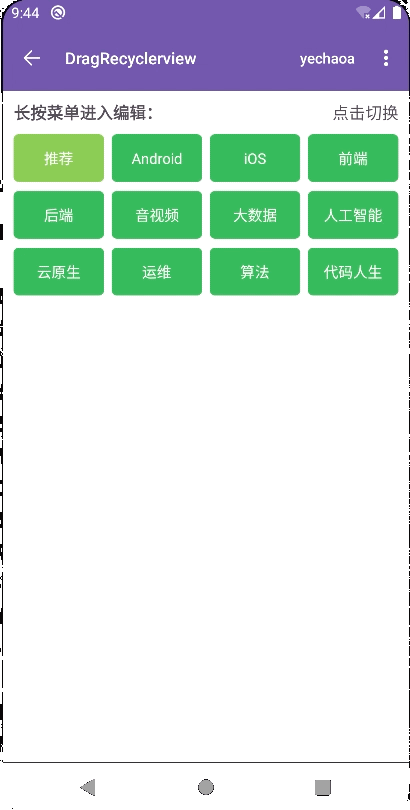 9:44
DragRecyclerview yechaoa
长按菜单进入编辑： 点击切换
推荐 Android iOS 前端
后端 音视频 大数据 人工智能
云原生 运维 算法 代码人生